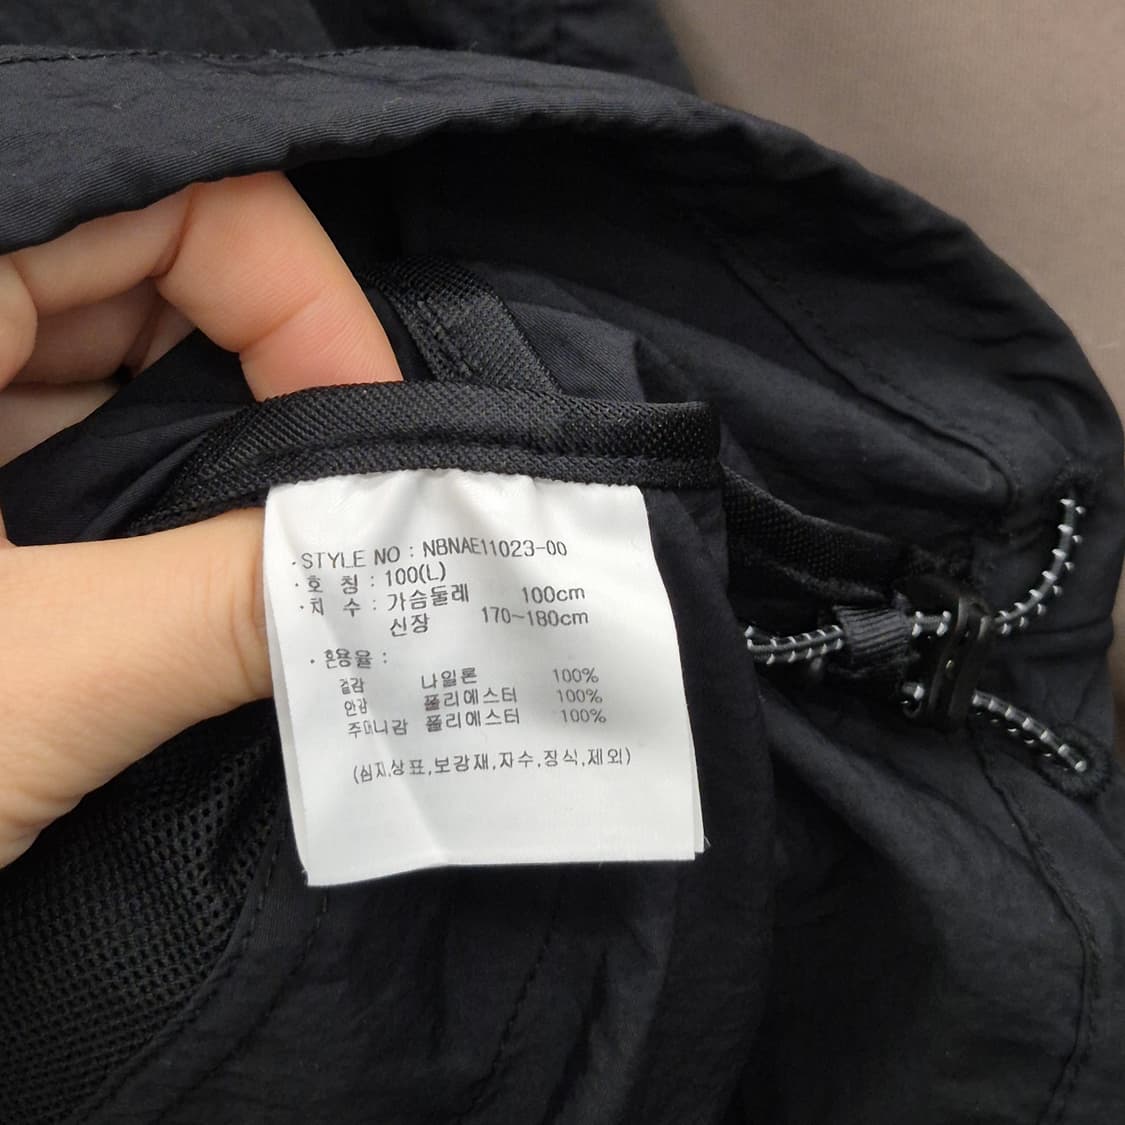 · STYLE NO : NBNAE11023-00
· 호 칭 : 100(L)
· 치 수 : 가슴둘레 100cm
신장 170~180cm
· 혼용율 :
겉감 나일론 100%
안감 폴리에스터 100%
주머니감 폴리에스터 100%
(심지,상표,보강재,자수,장식,제외)